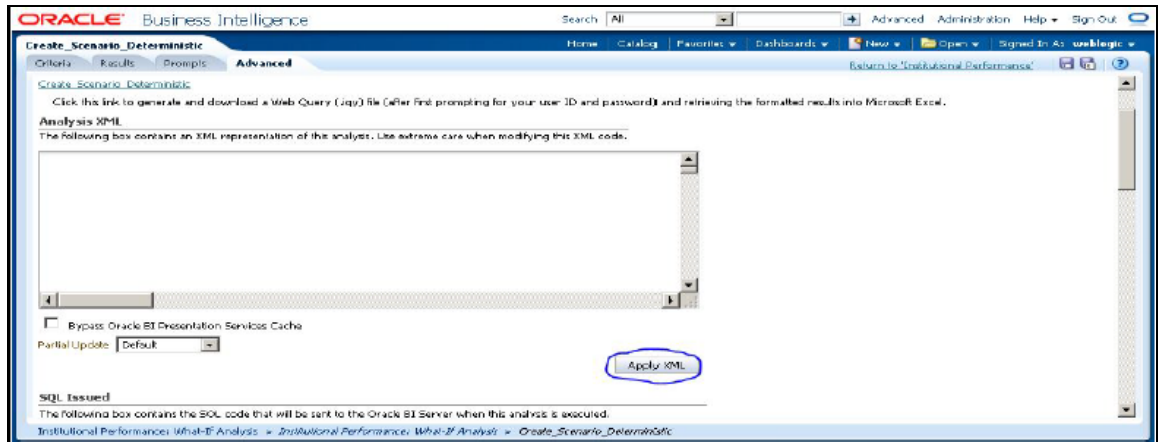 ORACLE Business Intelligence Search All Advanced Administration Help Sign Out
Create_Scenario_Deterministic Home Catalog Favorites Dashboards New Open Signed In As weblogic
Criteria Results Prompts Advanced Return to 'Institutional Performance'
Create_Scenario_Deterministic
Click this link to generate and download a Web Query (.iqy) file (after first prompting for your user ID and password) and retrieving the formatted results into Microsoft Excel.
Analysis XML
The following box contains an XML representation of this analysis. Use extreme care when modifying this XML code.
Bypass Oracle BI Presentation Services Cache
Partial Update Default
Apply XML
SQL Issued
The following box contains the SQL code that will be sent to the Oracle BI Server when this analysis is executed.
Institutional Performance: What-If Analysis > Institutional Performance: What-If Analysis > Create_Scenario_Deterministic